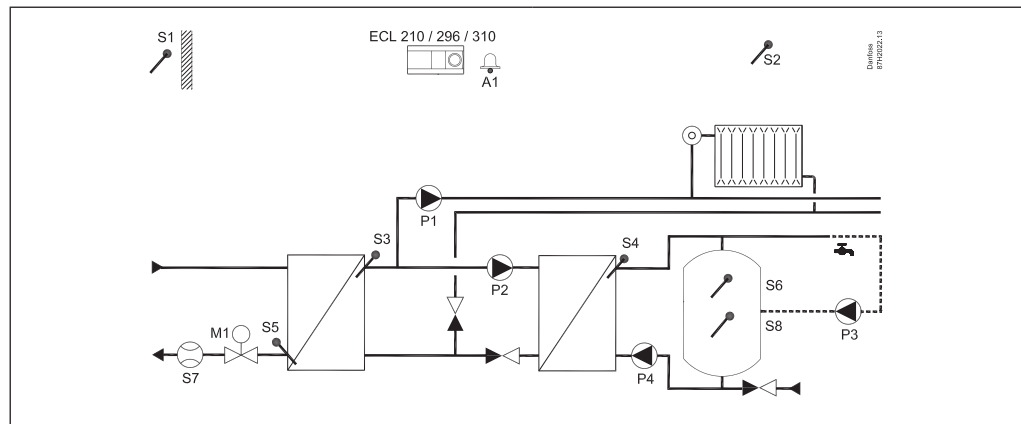 S1
ECL 210 / 296 / 310
A1
S2
Danfoss
87H2022.13
P1
S3
P2
S4
S6
S8
P3
M1
S5
S7
P4